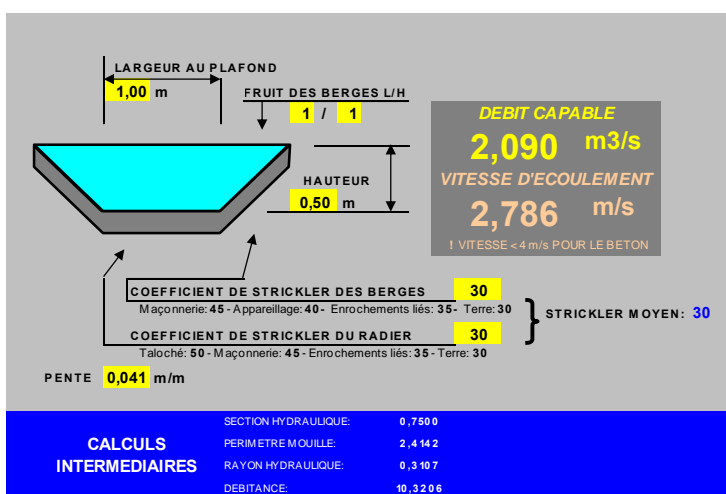 LARGEUR AU PLAFOND
1,00 m
FRUIT DES BERGES L/H
1 / 1
DEBIT CAPABLE
2,090 m3/s
VITESSE D'ECOULEMENT
2,786 m/s
! VITESSE < 4 m/s POUR LE BETON
HAUTEUR
0,50 m
COEFFICIENT DE STRICKLER DES BERGES 30
Maçonnerie: 45 - Appareillage: 40 - Enrochements liés: 35 - Terre: 30
STRICKLER MOYEN: 30
COEFFICIENT DE STRICKLER DU RADIER 30
Taloché: 50 - Maçonnerie: 45 - Enrochements liés: 35 - Terre: 30
PENTE 0,041 m/m
CALCULS INTERMEDIAIRES
SECTION HYDRAULIQUE: 0,7500
PERIMETRE MOUILLE: 2,4142
RAYON HYDRAULIQUE: 0,3107
DEBITANCE: 10,3206